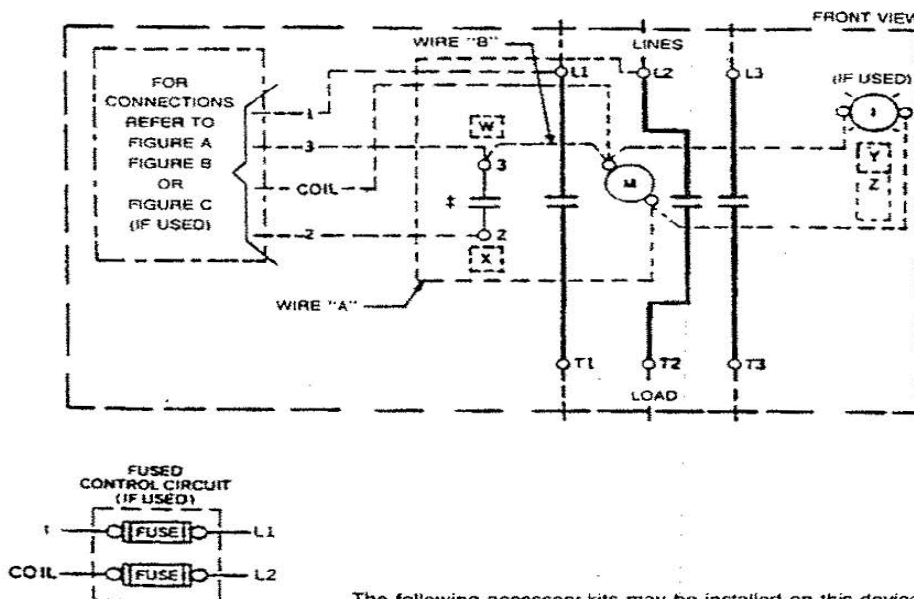 FRONT VIEW
WIRE "B"
LINES
L1
L2
L3
(IF USED)
FOR
CONNECTIONS
REFER TO
FIGURE A
FIGURE B
OR
FIGURE C
(IF USED)
1
3
COIL
2
W
3
‡
2
X
M
Y
Z
WIRE "A"
T1
T2
T3
LOAD
FUSED
CONTROL CIRCUIT
(IF USED)
1
FUSE
L1
COIL
FUSE
L2
The following accessory kits may be installed on this device